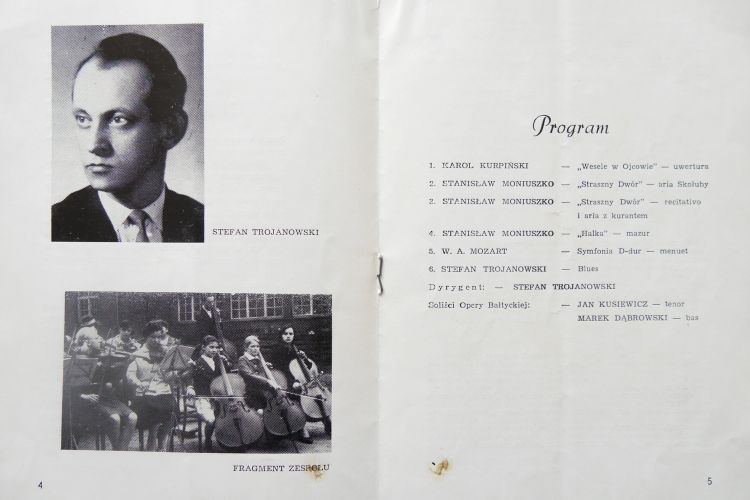 STEFAN TROJANOWSKI
FRAGMENT ZESPOŁU
4
Program
1. KAROL KURPIŃSKI — „Wesele w Ojcowie" — uwertura
2. STANISŁAW MONIUSZKO — „Straszny Dwór" — aria Skołuby
3. STANISŁAW MONIUSZKO — „Straszny Dwór" — recitativo
i aria z kurantem
4. STANISŁAW MONIUSZKO — „Halka" — mazur
5. W. A. MOZART — Symfonia D-dur — menuet
6. STEFAN TROJANOWSKI — Blues
Dyrygent: — STEFAN TROJANOWSKI
Soliści Opery Bałtyckiej: — JAN KUSIEWICZ — tenor
MAREK DĄBROWSKI — bas
5